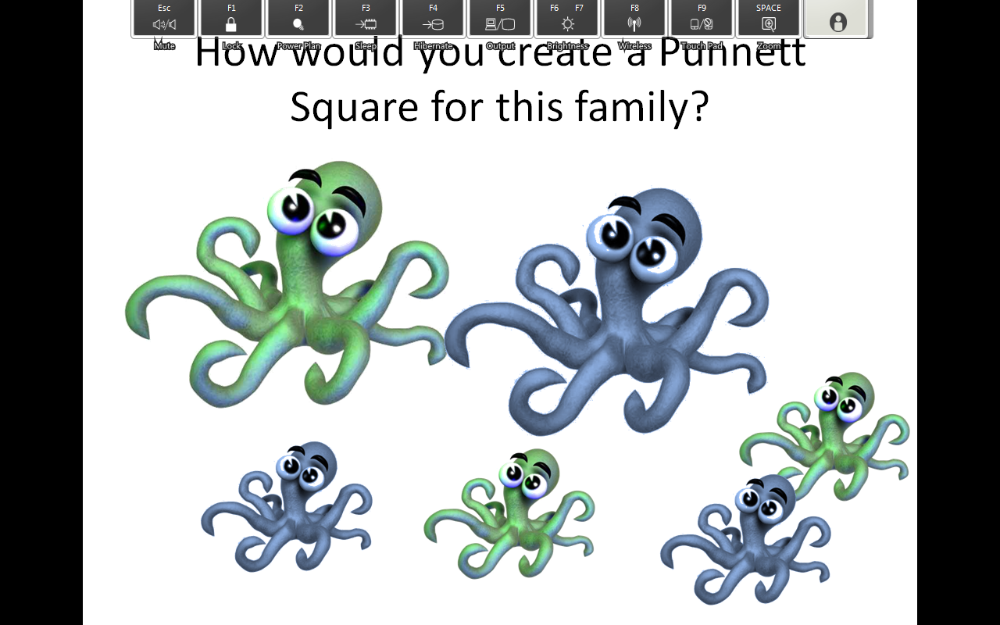 Esc F1 F2 F3 F4 F5 F6 F7 F8 F9 SPACE
Mute Lock Power Plan Sleep Hibernate Output Brightness Wireless Touch Pad Zoom
How would you create a Punnett
Square for this family?